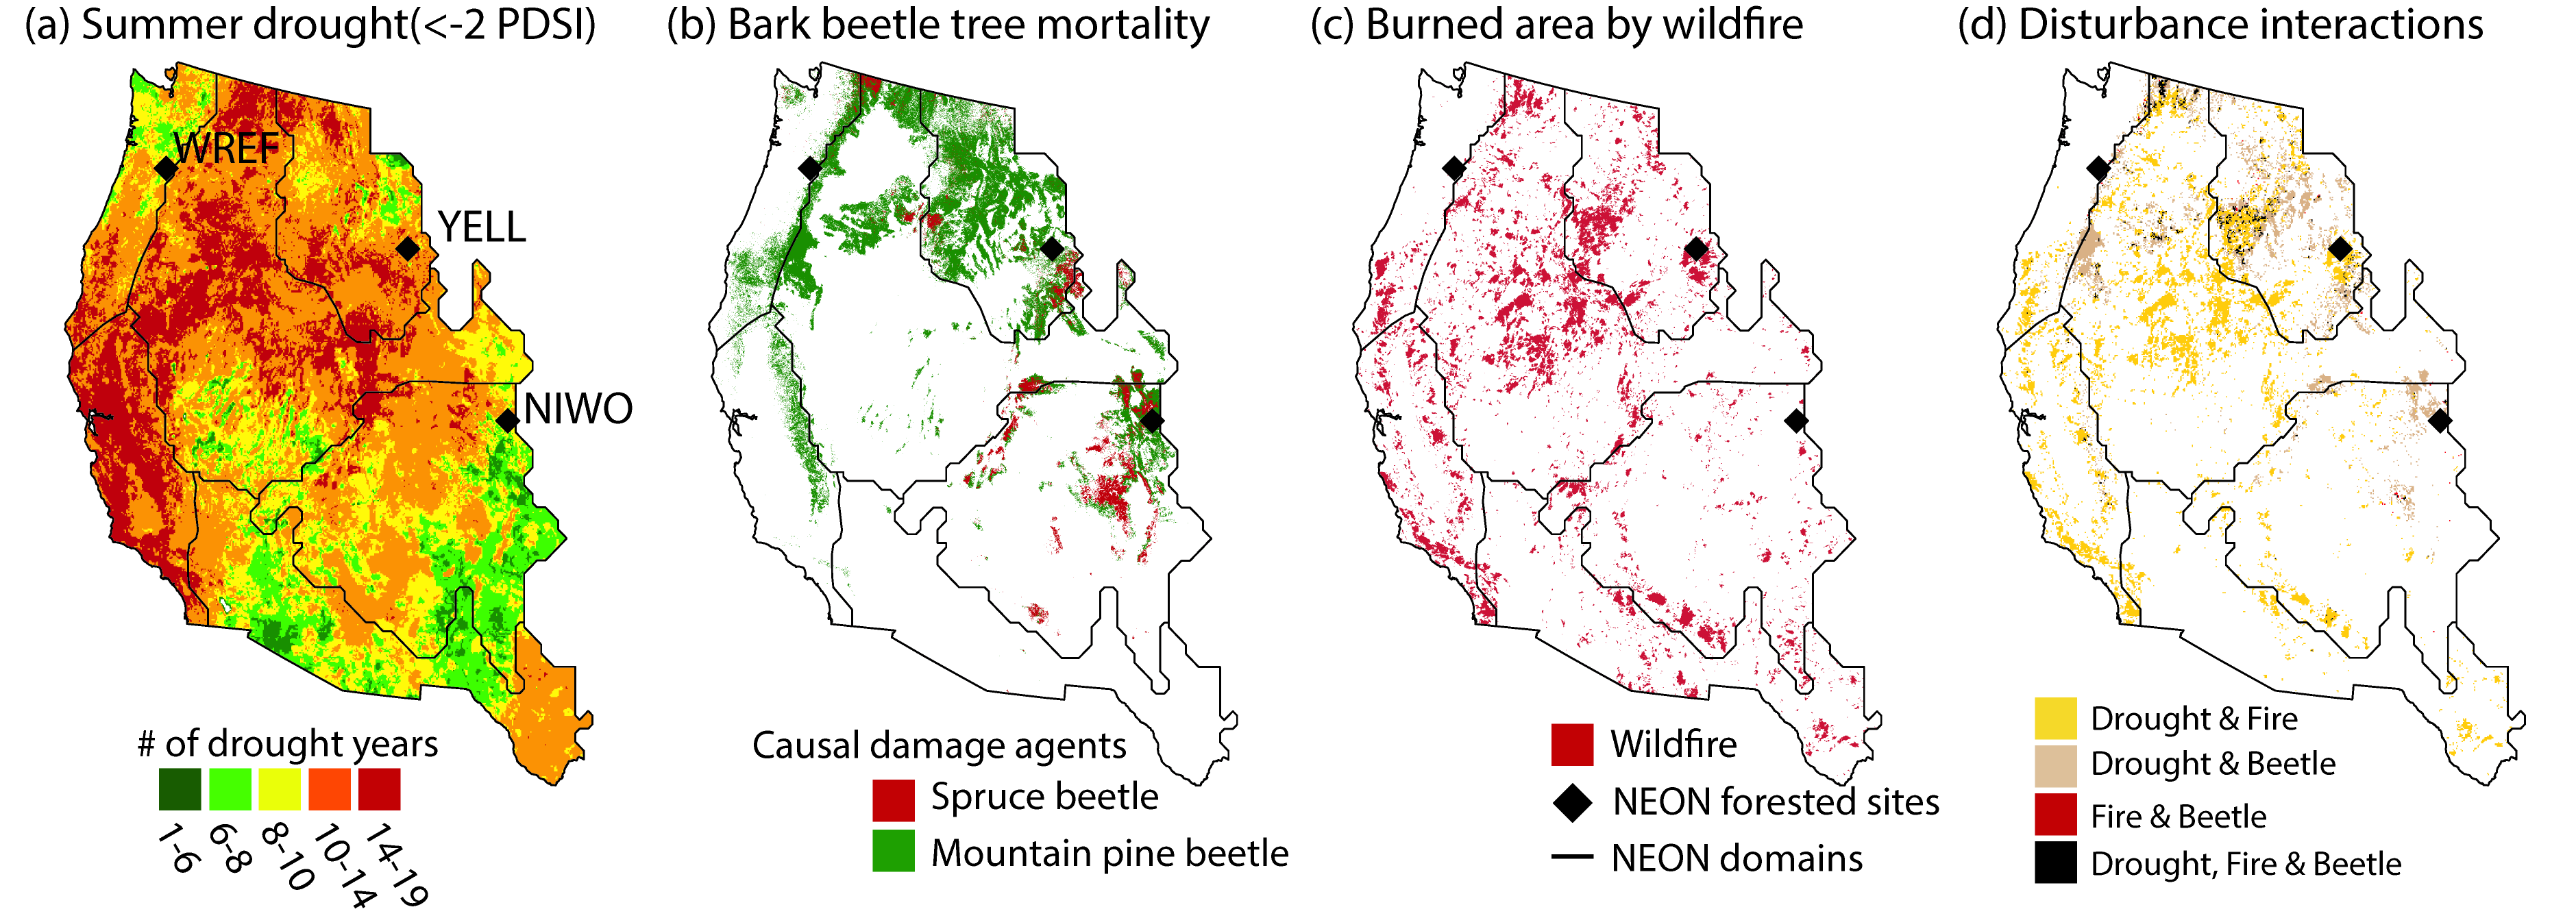 (a) Summer drought(<-2 PDSI)
(b) Bark beetle tree mortality
(c) Burned area by wildfire
(d) Disturbance interactions
WREF
YELL
NIWO
# of drought years
1-6
6-8
8-10
10-14
14-19
Causal damage agents
Spruce beetle
Mountain pine beetle
Wildfire
NEON forested sites
NEON domains
Drought & Fire
Drought & Beetle
Fire & Beetle
Drought, Fire & Beetle